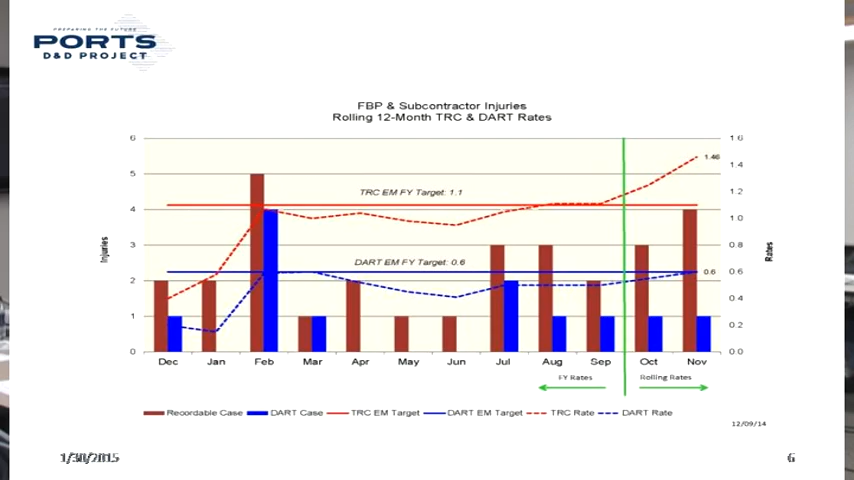 PREPARING THE FUTURE
PORTS
D&D PROJECT
FBP & Subcontractor Injuries
Rolling 12-Month TRC & DART Rates
6
5
4
3
2
1
0
Injuries
1.6
1.4
1.2
1.0
0.8
0.6
0.4
0.2
0.0
Rates
1.46
TRC EM FY Target: 1.1
DART EM FY Target: 0.6
0.6
Dec Jan Feb Mar Apr May Jun Jul Aug Sep Oct Nov
FY Rates Rolling Rates
Recordable Case DART Case TRC EM Target DART EM Target TRC Rate DART Rate
12/09/14
1/30/2015 6